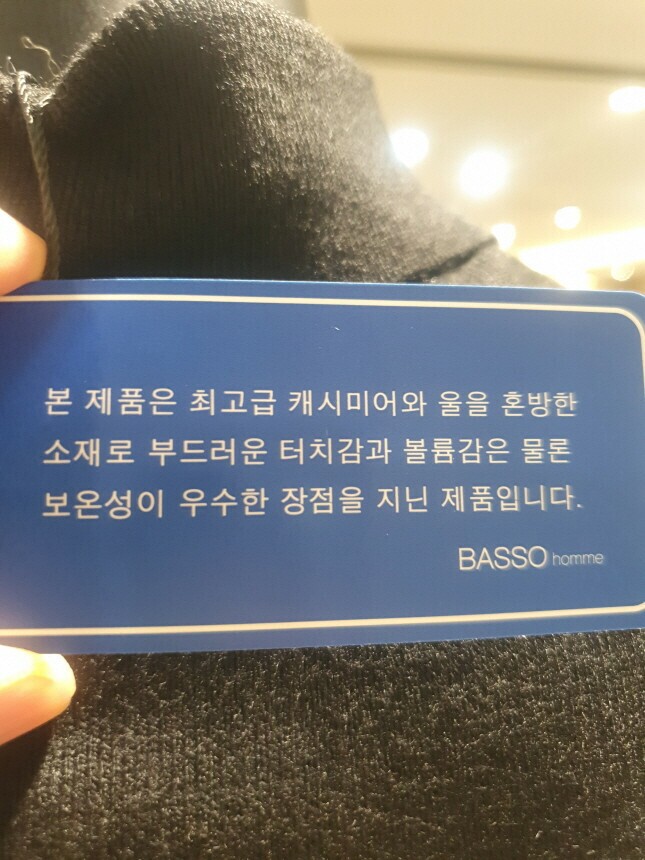 본 제품은 최고급 캐시미어와 울을 혼방한
소재로 부드러운 터치감과 볼륨감은 물론
보온성이 우수한 장점을 지닌 제품입니다.
BASSO homme